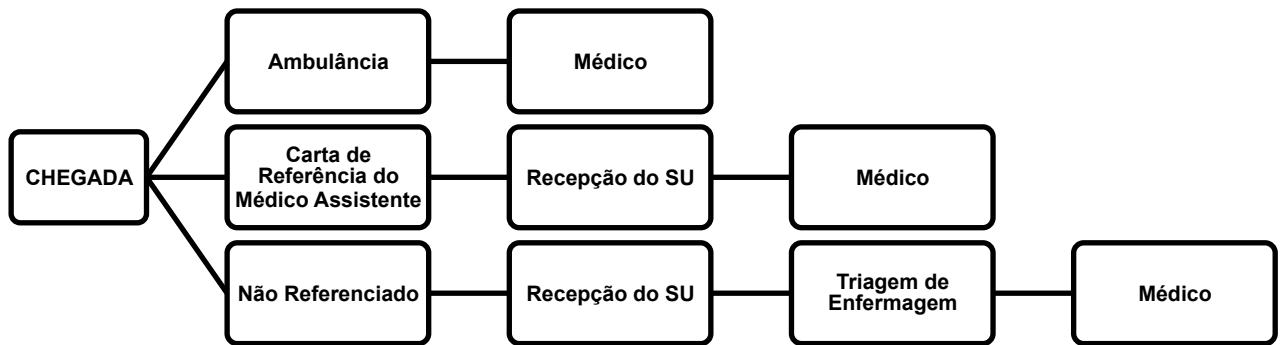 Ambulância
Médico
CHEGADA
Carta de
Referência do
Médico Assistente
Recepção do SU
Médico
Não Referenciado
Recepção do SU
Triagem de
Enfermagem
Médico